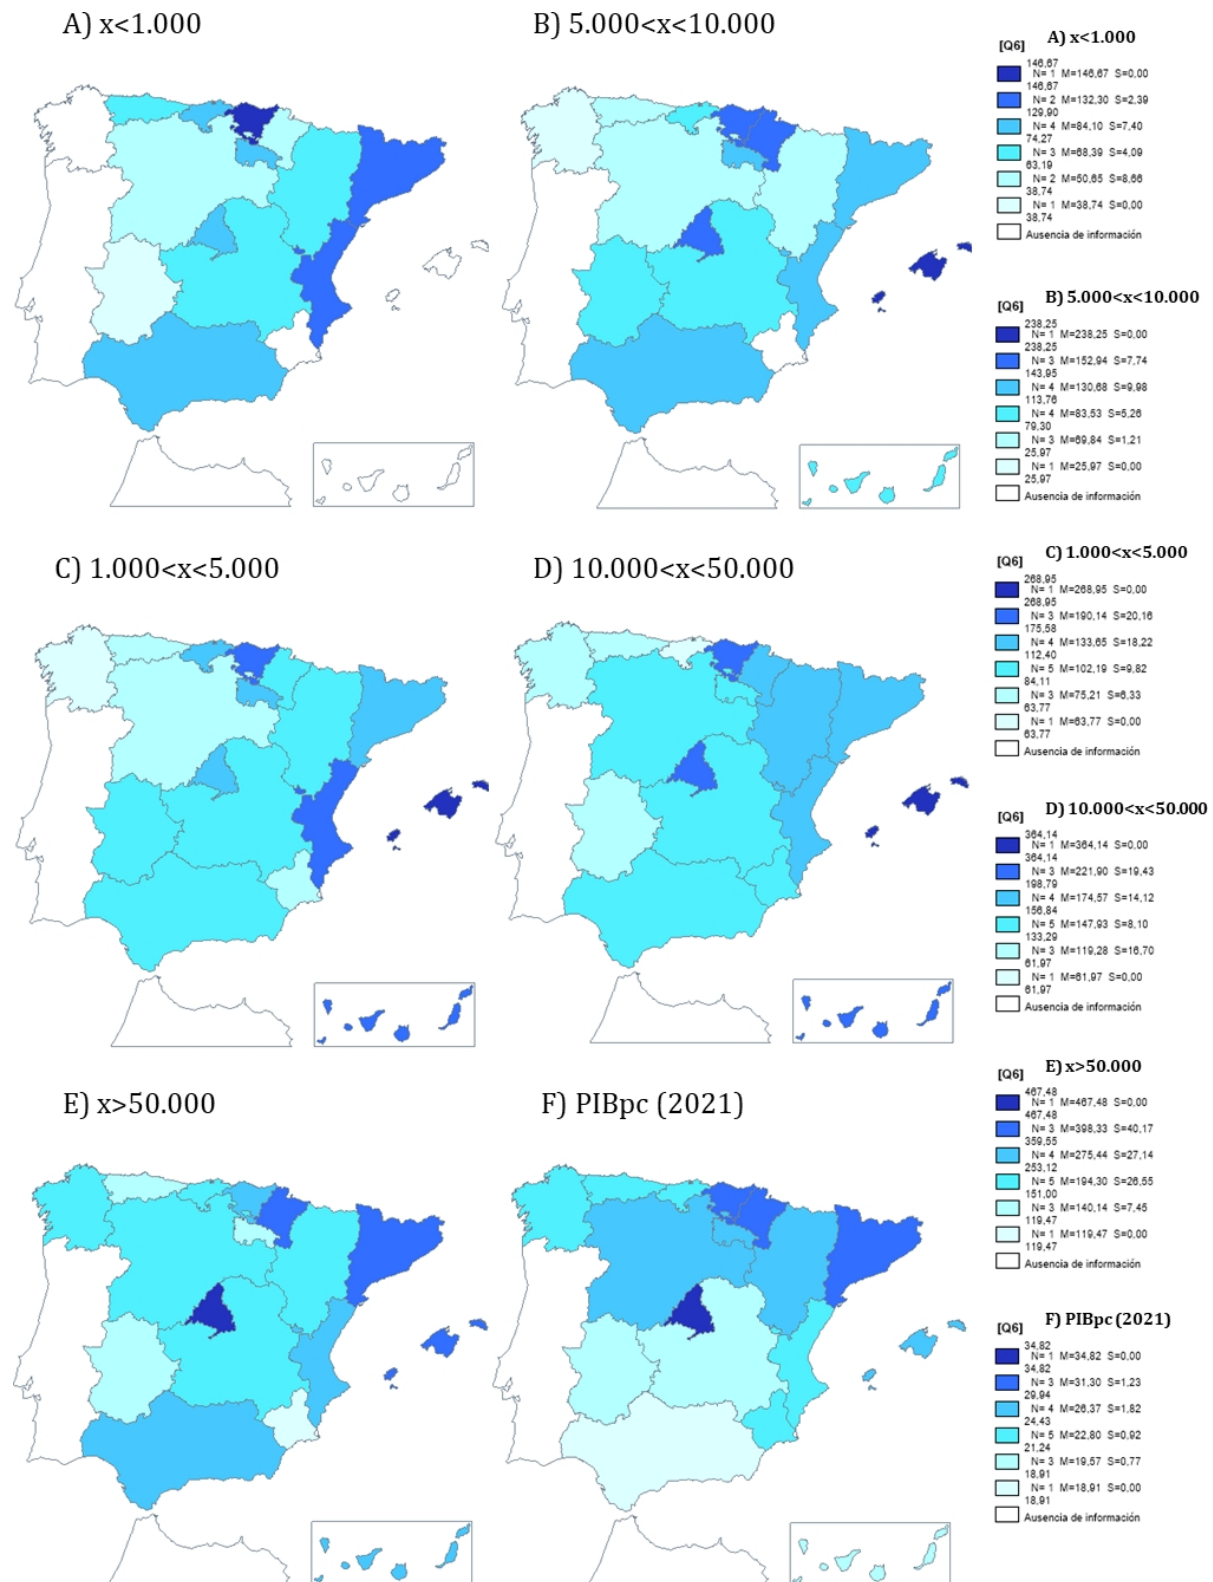 A) x<1.000
B) 5.000<x<10.000
C) 1.000<x<5.000
D) 10.000<x<50.000
E) x>50.000
F) PIBpc (2021)
[Q6] A) x<1.000
146,67
N= 1 M=146,67 S=0,00
146,67
N= 2 M=132,30 S=2,39
129,90
N= 4 M=84,10 S=7,40
74,27
N= 3 M=68,39 S=4,09
63,19
N= 2 M=50,65 S=8,66
38,74
N= 1 M=38,74 S=0,00
38,74
Ausencia de información
[Q6] B) 5.000<x<10.000
238,25
N= 1 M=238,25 S=0,00
238,25
N= 3 M=152,94 S=7,74
143,95
N= 4 M=130,68 S=9,98
113,76
N= 4 M=83,53 S=5,26
79,30
N= 3 M=69,84 S=1,21
25,97
N= 1 M=25,97 S=0,00
25,97
Ausencia de información
[Q6] C) 1.000<x<5.000
268,95
N= 1 M=268,95 S=0,00
268,95
N= 3 M=190,14 S=20,16
175,58
N= 4 M=133,65 S=18,22
112,40
N= 5 M=102,19 S=9,82
84,11
N= 3 M=75,21 S=6,33
63,77
N= 1 M=63,77 S=0,00
63,77
Ausencia de información
[Q6] D) 10.000<x<50.000
364,14
N= 1 M=364,14 S=0,00
364,14
N= 3 M=221,90 S=19,43
198,79
N= 4 M=174,57 S=14,12
156,84
N= 5 M=147,93 S=8,10
133,29
N= 3 M=119,28 S=16,70
61,97
N= 1 M=61,97 S=0,00
61,97
Ausencia de información
[Q6] E) x>50.000
467,48
N= 1 M=467,48 S=0,00
467,48
N= 3 M=398,33 S=40,17
359,55
N= 4 M=275,44 S=27,14
253,12
N= 5 M=194,30 S=26,55
151,00
N= 3 M=140,14 S=7,45
119,47
N= 1 M=119,47 S=0,00
119,47
Ausencia de información
[Q6] F) PIBpc (2021)
34,82
N= 1 M=34,82 S=0,00
34,82
N= 3 M=31,30 S=1,23
29,94
N= 4 M=26,37 S=1,82
24,43
N= 5 M=22,80 S=0,92
21,24
N= 3 M=19,57 S=0,77
18,91
N= 1 M=18,91 S=0,00
18,91
Ausencia de información